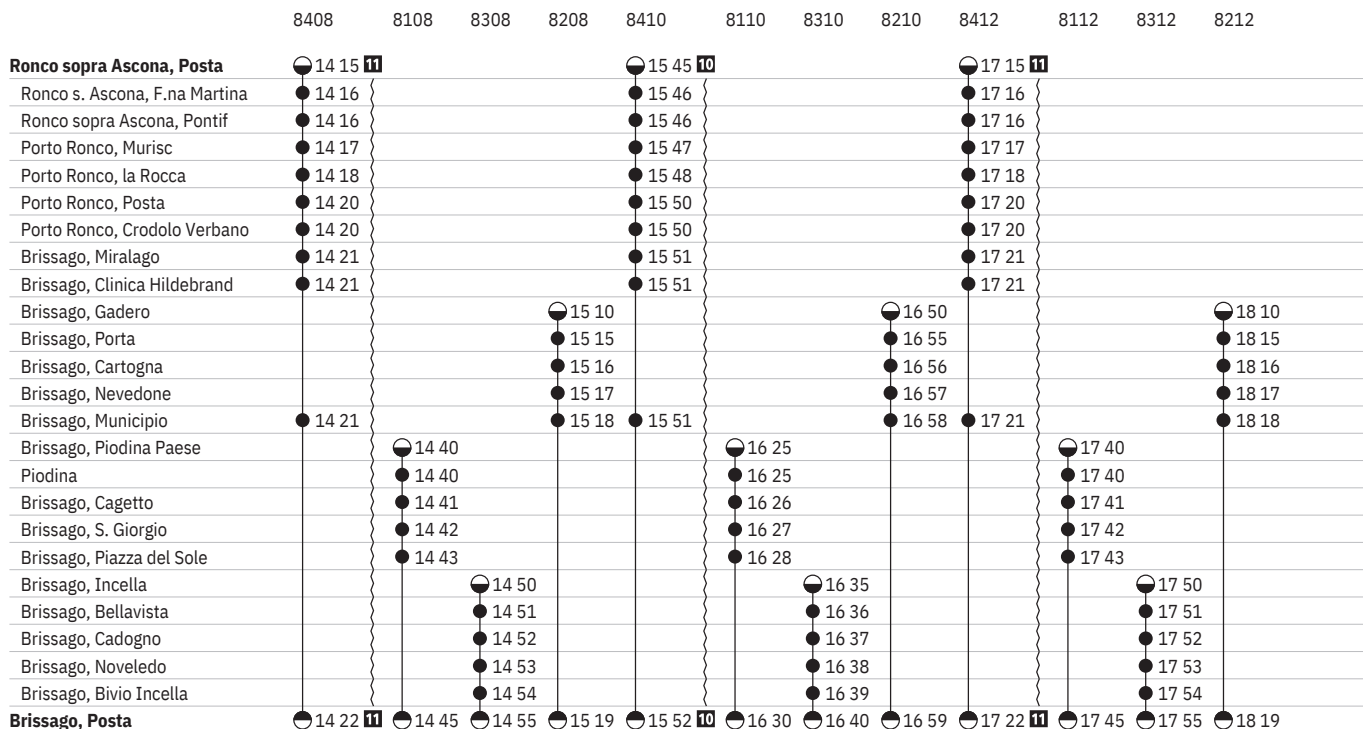 8408 8108 8308 8208 8410 8110 8310 8210 8412 8112 8312 8212
Ronco sopra Ascona, Posta 14 15 11 15 45 10 17 15 11
Ronco s. Ascona, F.na Martina 14 16 15 46 17 16
Ronco sopra Ascona, Pontif 14 16 15 46 17 16
Porto Ronco, Murisc 14 17 15 47 17 17
Porto Ronco, la Rocca 14 18 15 48 17 18
Porto Ronco, Posta 14 20 15 50 17 20
Porto Ronco, Crodolo Verbano 14 20 15 50 17 20
Brissago, Miralago 14 21 15 51 17 21
Brissago, Clinica Hildebrand 14 21 15 51 17 21
Brissago, Gadero 15 10 16 50 18 10
Brissago, Porta 15 15 16 55 18 15
Brissago, Cartogna 15 16 16 56 18 16
Brissago, Nevedone 15 17 16 57 18 17
Brissago, Municipio 14 21 15 18 15 51 16 58 17 21 18 18
Brissago, Piodina Paese 14 40 16 25 17 40
Piodina 14 40 16 25 17 40
Brissago, Cagetto 14 41 16 26 17 41
Brissago, S. Giorgio 14 42 16 27 17 42
Brissago, Piazza del Sole 14 43 16 28 17 43
Brissago, Incella 14 50 16 35 17 50
Brissago, Bellavista 14 51 16 36 17 51
Brissago, Cadogno 14 52 16 37 17 52
Brissago, Noveledo 14 53 16 38 17 53
Brissago, Bivio Incella 14 54 16 39 17 54
Brissago, Posta 14 22 11 14 45 14 55 15 19 15 52 10 16 30 16 40 16 59 17 22 11 17 45 17 55 18 19